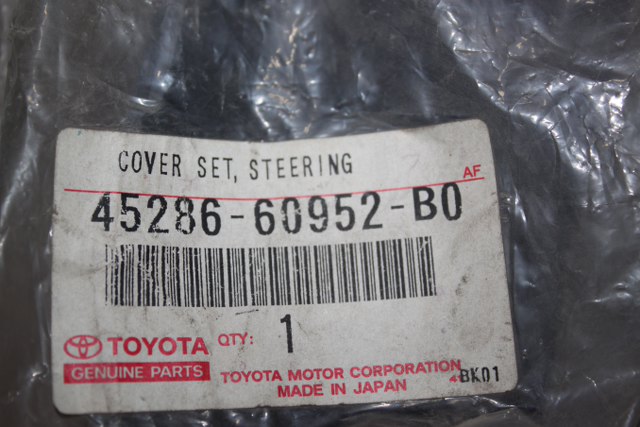 COVER SET, STEERING
AF
45286-60952-B0
TOYOTA QTY: 1
GENUINE PARTS
TOYOTA MOTOR CORPORATION
MADE IN JAPAN
BK01